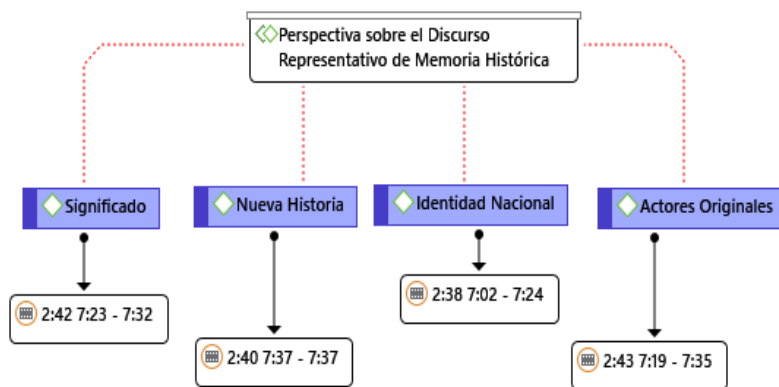 Perspectiva sobre el Discurso
Representativo de Memoria Histórica
Significado
Nueva Historia
Identidad Nacional
Actores Originales
2:42 7:23 - 7:32
2:40 7:37 - 7:37
2:38 7:02 - 7:24
2:43 7:19 - 7:35